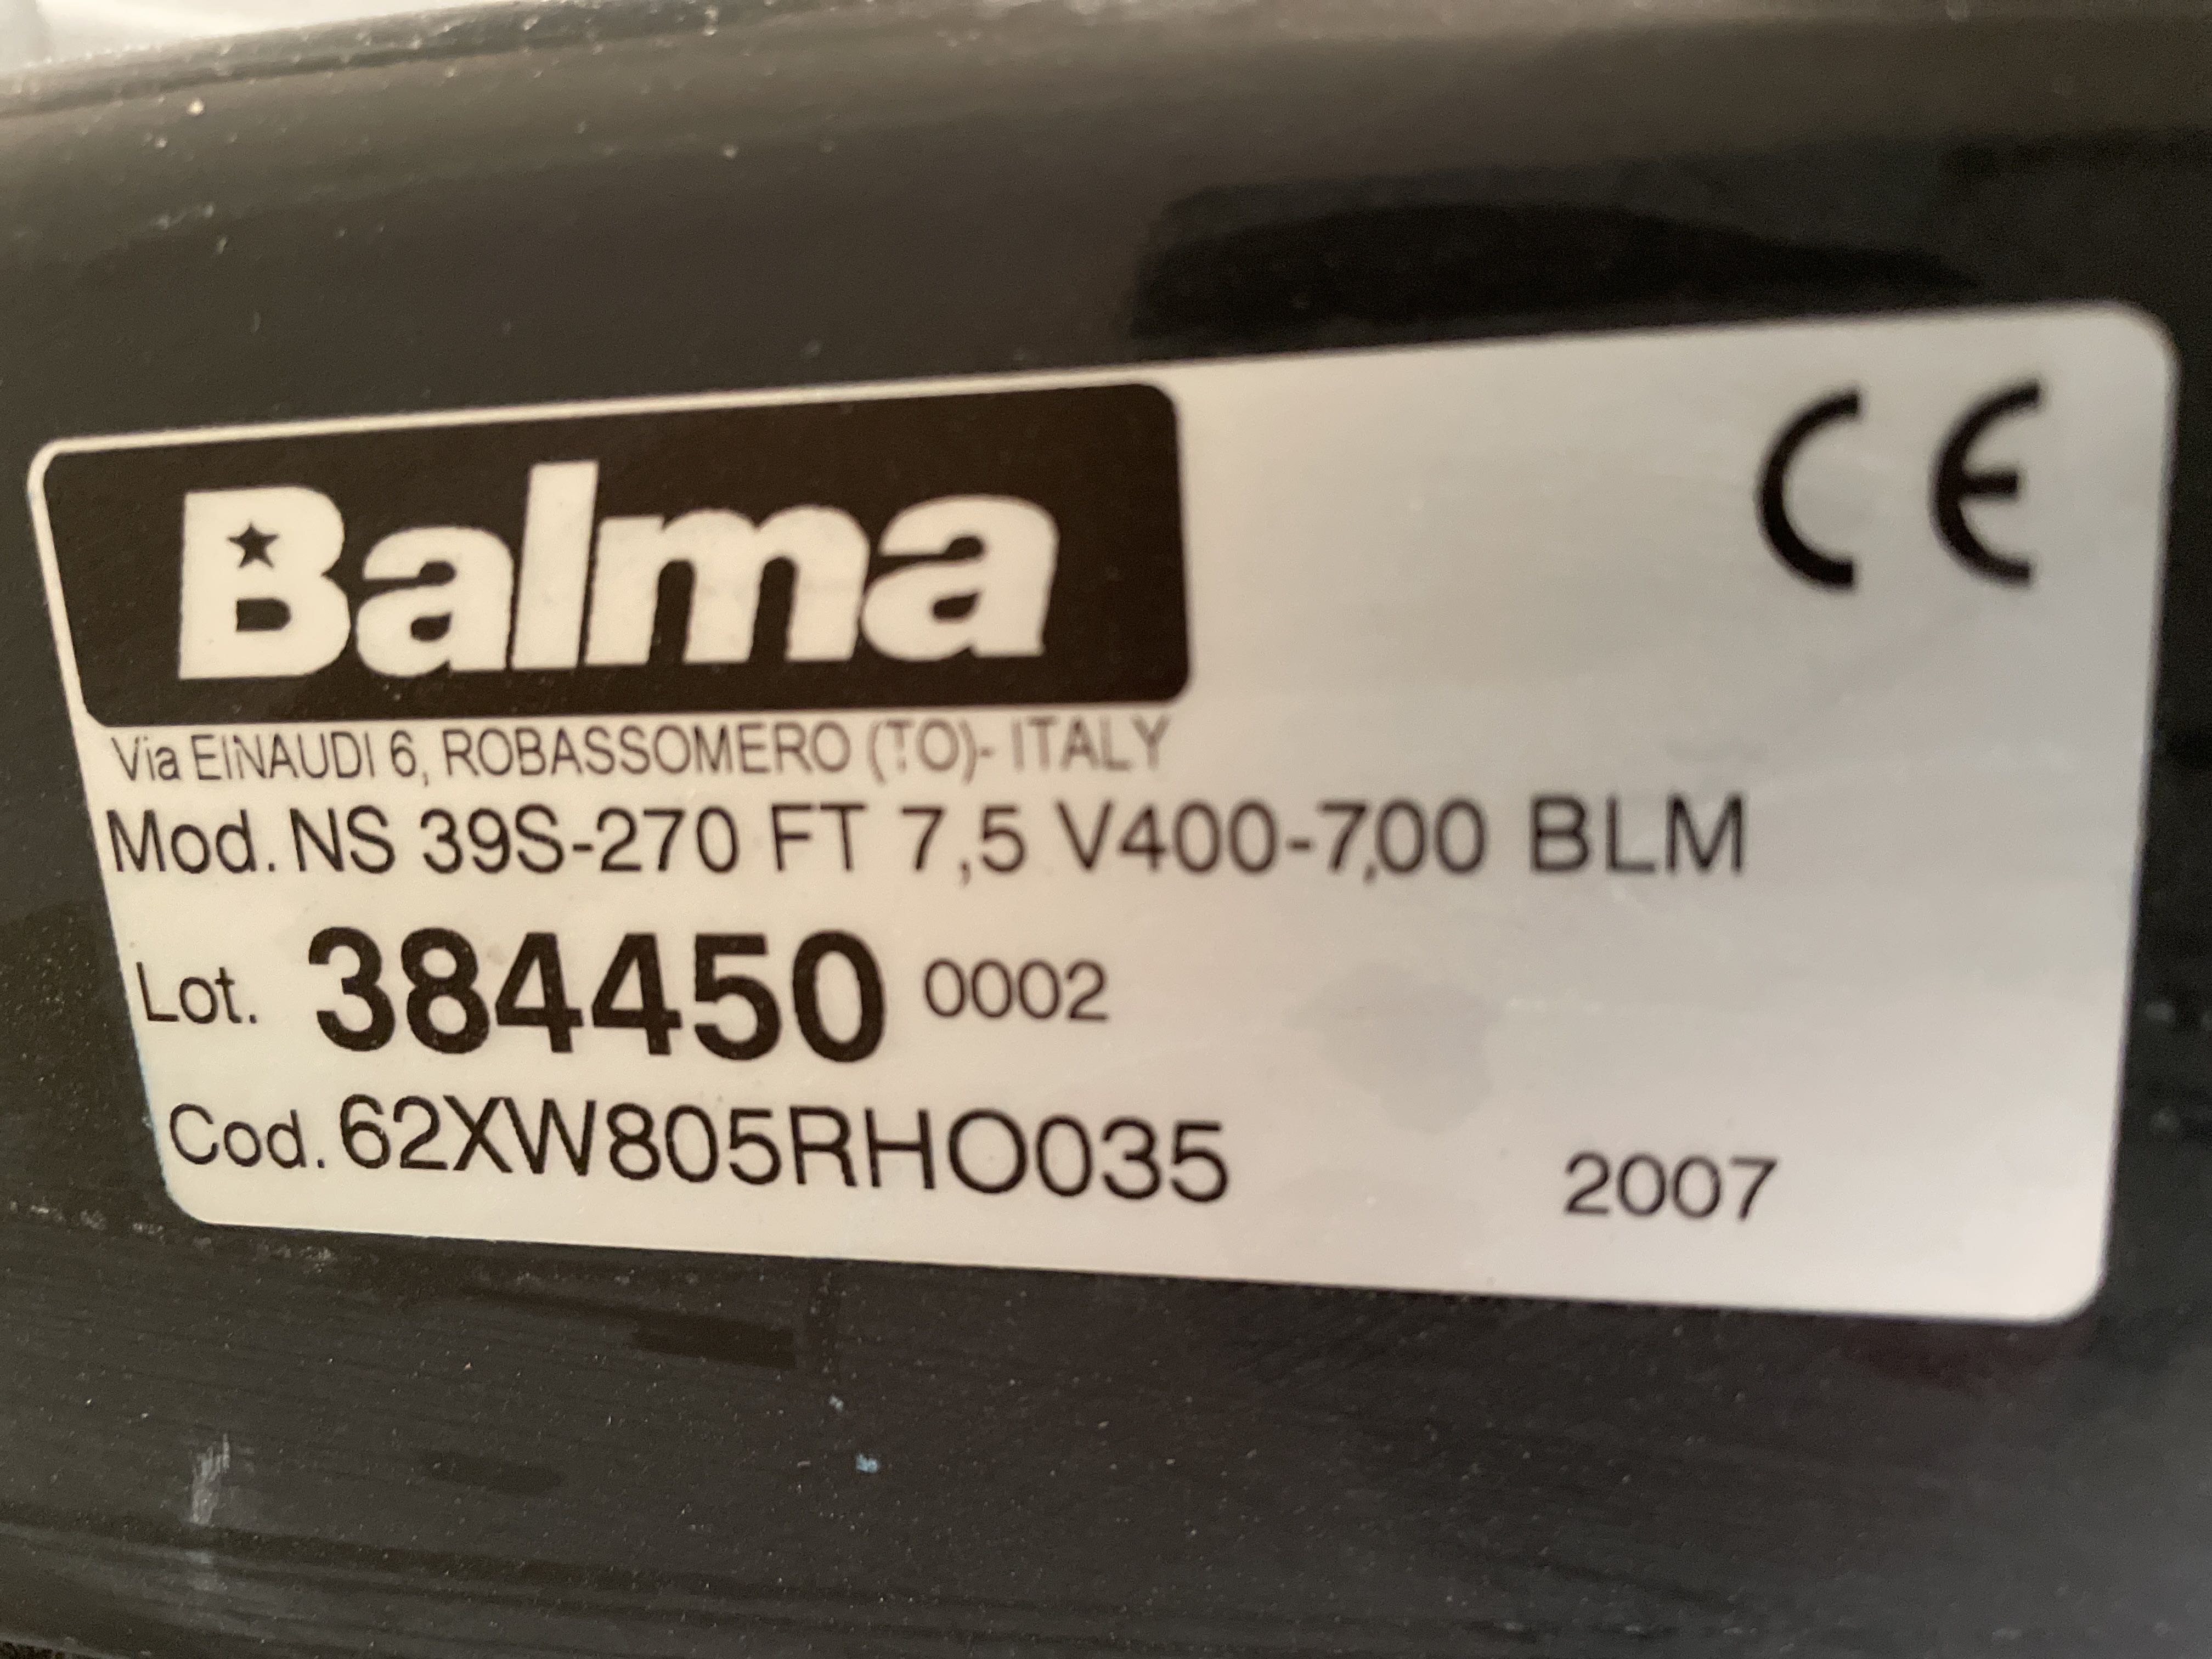 Balma
CE
Via EINAUDI 6, ROBASSOMERO (TO)- ITALY
Mod. NS 39S-270 FT 7,5 V400-7,00 BLM
Lot. 384450 0002
Cod. 62XW805RHO035 2007